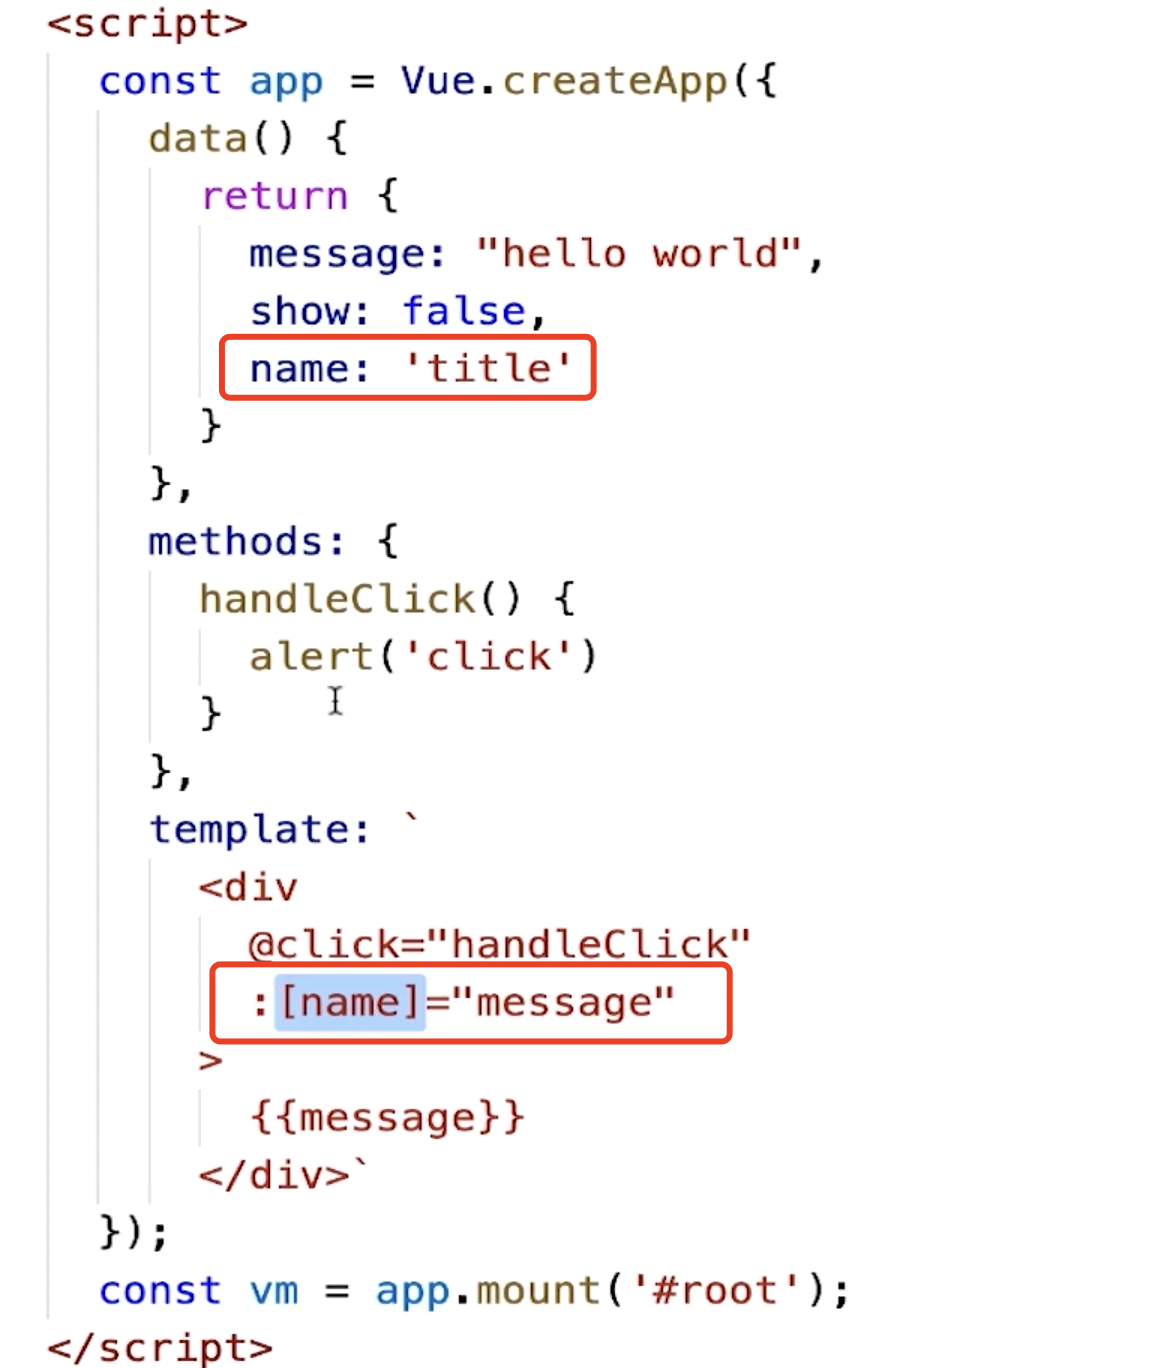 <script>
const app = Vue.createApp({
data() {
return {
message: "hello world",
show: false,
name: 'title'
}
},
methods: {
handleClick() {
alert('click')
}
},
template: `
<div
@click="handleClick"
:[name]="message"
>
{{message}}
</div>`
});
const vm = app.mount('#root');
</script>